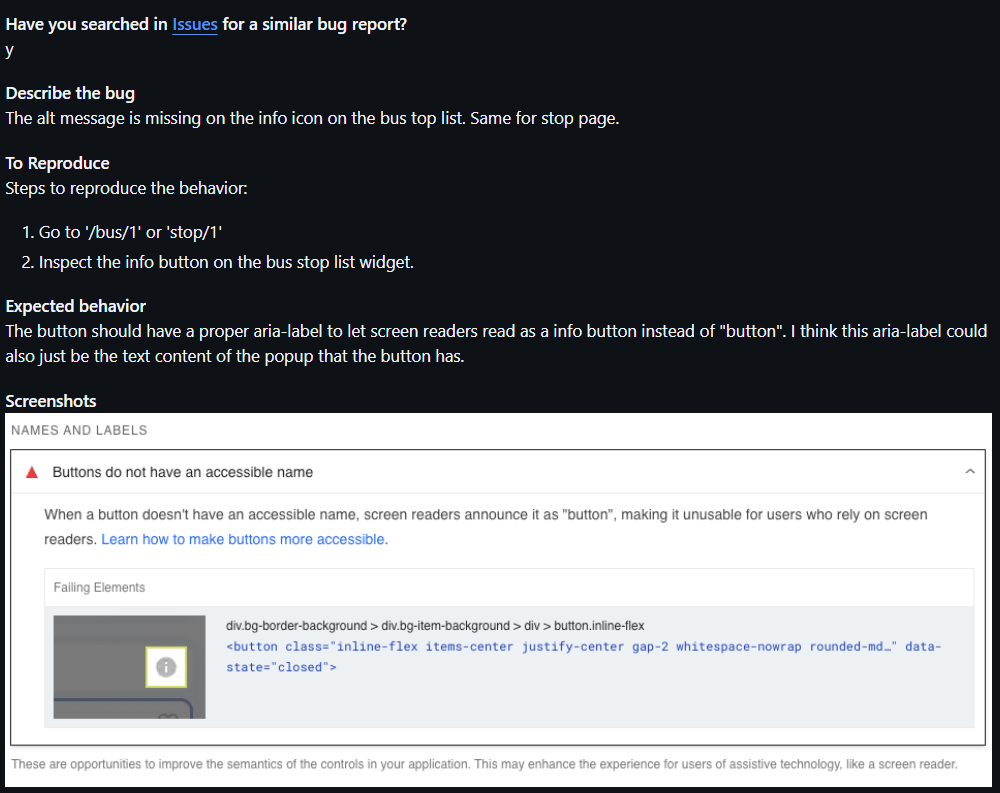 Have you searched in Issues for a similar bug report?
y
Describe the bug
The alt message is missing on the info icon on the bus top list. Same for stop page.
To Reproduce
Steps to reproduce the behavior:
1. Go to '/bus/1' or 'stop/1'
2. Inspect the info button on the bus stop list widget.
Expected behavior
The button should have a proper aria-label to let screen readers read as a info button instead of "button". I think this aria-label could
also just be the text content of the popup that the button has.
Screenshots
NAMES AND LABELS
Buttons do not have an accessible name
When a button doesn't have an accessible name, screen readers announce it as "button", making it unusable for users who rely on screen
readers. Learn how to make buttons more accessible.
Failing Elements
div.bg-border-background > div.bg-item-background > div > button.inline-flex
<button class="inline-flex items-center justify-center gap-2 whitespace-nowrap rounded-md…" data-
state="closed">
These are opportunities to improve the semantics of the controls in your application. This may enhance the experience for users of assistive technology, like a screen reader.